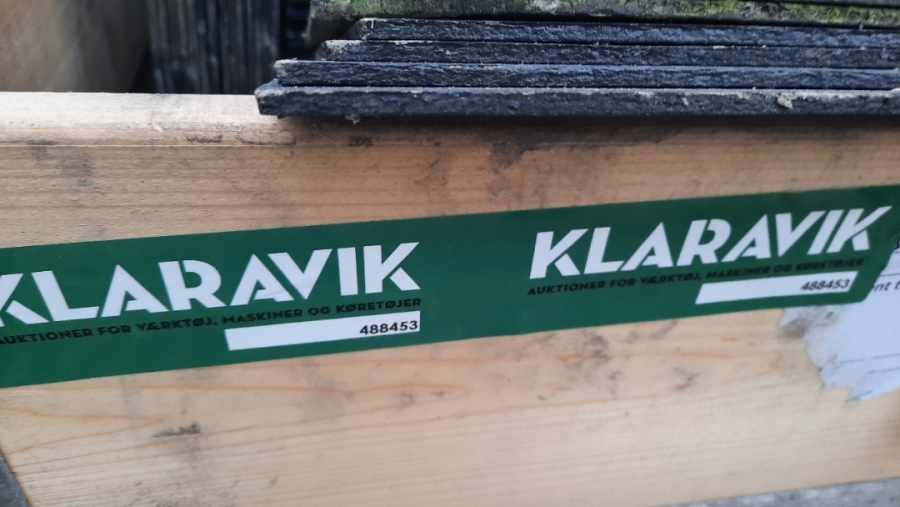 KLARAVIK
AUKTIONER FOR VÆRKTØJ, MASKINER OG KØRETØJER
488453
KLARAVIK
AUKTIONER FOR VÆRKTØJ, MASKINER OG KØRETØJER
488453